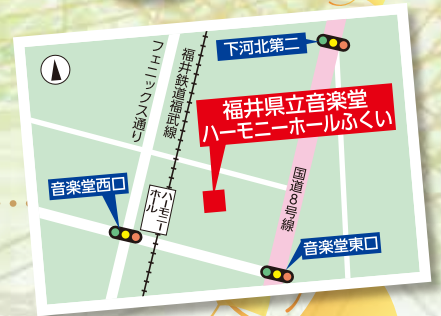 下河北第二
福井鉄道福武線
フェニックス通り
福井県立音楽堂
ハーモニーホールふくい
国道8号線
音楽堂西口
ハーモニー
ホール
音楽堂東口